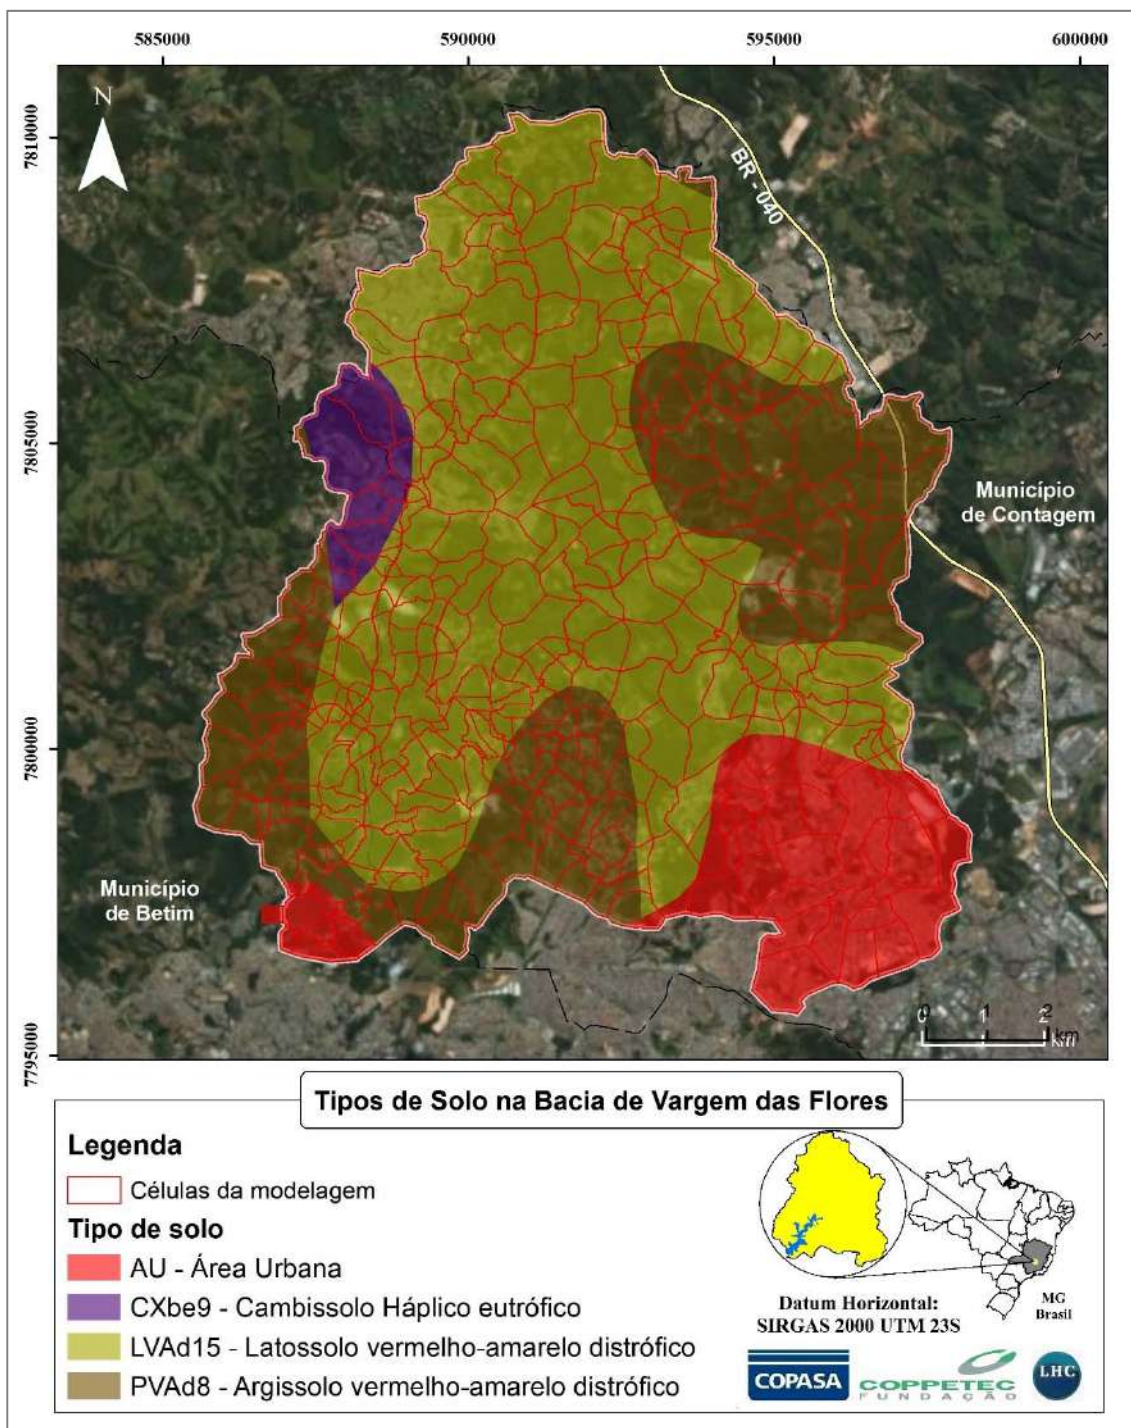 585000
590000
595000
600000
N
7810000
BR - 040
7805000
Município
de Contagem
7800000
Município
de Betim
0 1 2
km
km
7795000
Tipos de Solo na Bacia de Vargem das Flores
Legenda
Células da modelagem
Tipo de solo
AU - Área Urbana
CXbe9 - Cambissolo Háplico eutrófico
LVAd15 - Latossolo vermelho-amarelo distrófico
PVAd8 - Argissolo vermelho-amarelo distrófico
MG
Brasil
Datum Horizontal:
SIRGAS 2000 UTM 23S
COPASA
COPPETEC
FUNDAÇÃO
LHC